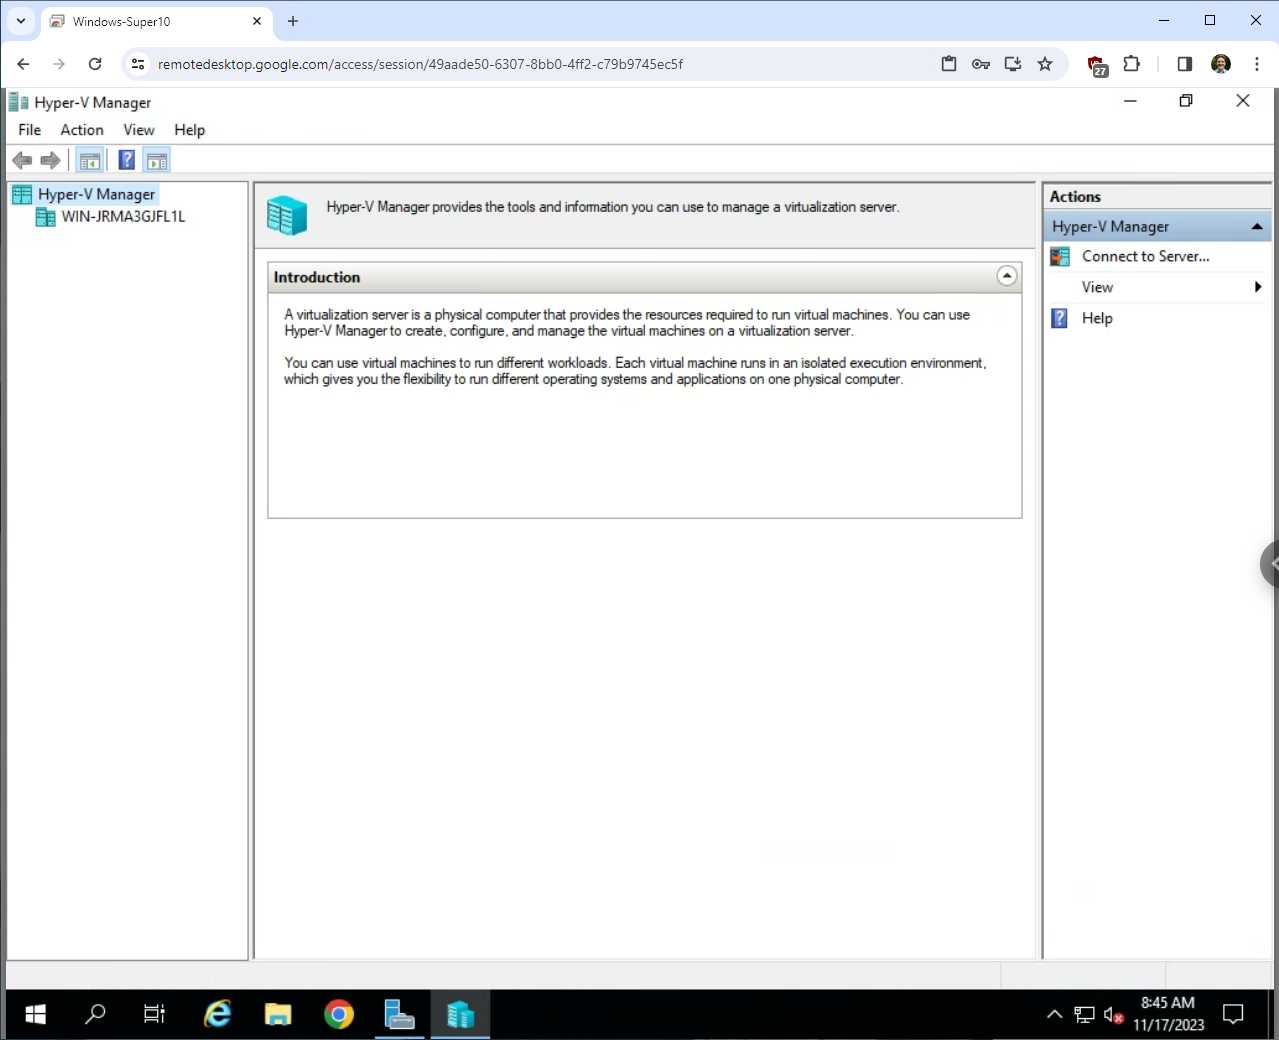 Windows-Super10
remotedesktop.google.com/access/session/49aade50-6307-8bb0-4ff2-c79b9745ec5f
27
Hyper-V Manager
File Action View Help
Hyper-V Manager
WIN-JRMA3GJFL1L
Hyper-V Manager provides the tools and information you can use to manage a virtualization server.
Introduction
A virtualization server is a physical computer that provides the resources required to run virtual machines. You can use
Hyper-V Manager to create, configure, and manage the virtual machines on a virtualization server.
You can use virtual machines to run different workloads. Each virtual machine runs in an isolated execution environment,
which gives you the flexibility to run different operating systems and applications on one physical computer.
Actions
Hyper-V Manager
Connect to Server...
View
Help
8:45 AM
11/17/2023